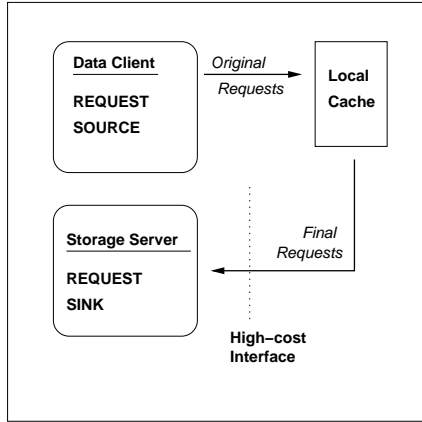 Data Client
REQUEST
SOURCE
Original
Requests
Local
Cache
Storage Server
REQUEST
SINK
Final
Requests
High–cost
Interface